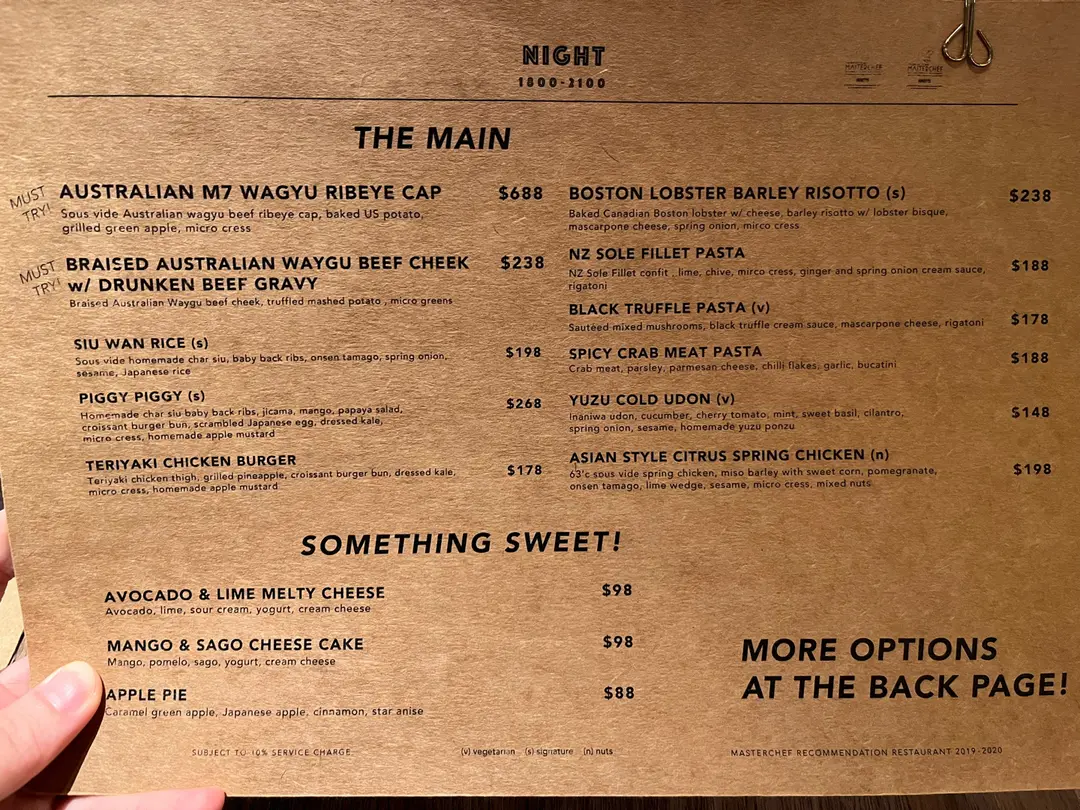 NIGHT
1800-2100
MASTERCHEF
MASTERCHEF
THE MAIN
MUST
TRY!
AUSTRALIAN M7 WAGYU RIBEYE CAP $688
Sous vide Australian wagyu beef ribeye cap, baked US potato,
grilled green apple, micro cress
MUST
TRY!
BRAISED AUSTRALIAN WAYGU BEEF CHEEK $238
w/ DRUNKEN BEEF GRAVY
Braised Australian Waygu beef cheek, truffled mashed potato , micro greens
SIU WAN RICE (s) $198
Sous vide homemade char siu, baby back ribs, onsen tamago, spring onion,
sesame, Japanese rice
PIGGY PIGGY (s) $268
Homemade char siu baby back ribs, jicama, mango, papaya salad,
croissant burger bun, scrambled Japanese egg, dressed kale,
micro cress, homemade apple mustard
TERIYAKI CHICKEN BURGER $178
Teriyaki chicken thigh, grilled pineapple, croissant burger bun, dressed kale,
micro cress, homemade apple mustard
BOSTON LOBSTER BARLEY RISOTTO (s) $238
Baked Canadian Boston lobster w/ cheese, barley risotto w/ lobster bisque,
mascarpone cheese, spring onion, mirco cress
NZ SOLE FILLET PASTA $188
NZ Sole Fillet confit , lime, chive, mirco cress, ginger and spring onion cream sauce,
rigatoni
BLACK TRUFFLE PASTA (v) $178
Sautéed mixed mushrooms, black truffle cream sauce, mascarpone cheese, rigatoni
SPICY CRAB MEAT PASTA $188
Crab meat, parsley, parmesan cheese, chilli flakes, garlic, bucatini
YUZU COLD UDON (v) $148
Inaniwa udon, cucumber, cherry tomato, mint, sweet basil, cilantro,
spring onion, sesame, homemade yuzu ponzu
ASIAN STYLE CITRUS SPRING CHICKEN (n) $198
63'c sous vide spring chicken, miso barley with sweet corn, pomegranate,
onsen tamago, lime wedge, sesame, micro cress, mixed nuts
SOMETHING SWEET!
AVOCADO & LIME MELTY CHEESE $98
Avocado, lime, sour cream, yogurt, cream cheese
MANGO & SAGO CHEESE CAKE $98
Mango, pomelo, sago, yogurt, cream cheese
APPLE PIE $88
Caramel green apple, Japanese apple, cinnamon, star anise
MORE OPTIONS
AT THE BACK PAGE!
SUBJECT TO 10% SERVICE CHARGE
(v) vegetarian (s) signature (n) nuts
MASTERCHEF RECOMMENDATION RESTAURANT 2019-2020